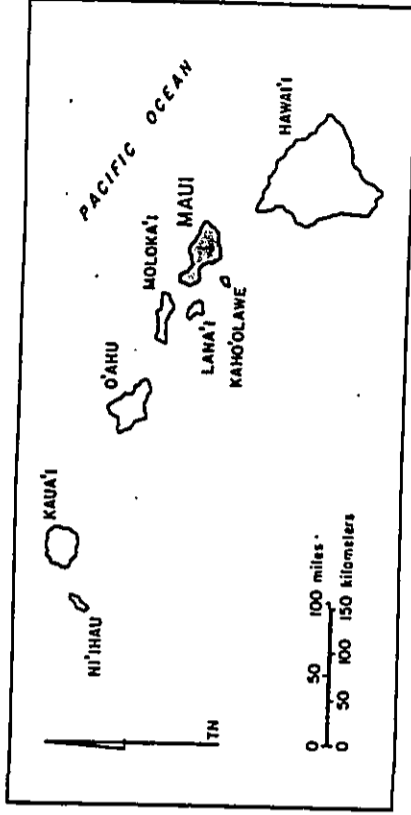 PACIFIC OCEAN
KAUA'I
NI'IHAU
O'AHU
MOLOKA'I
MAUI
LANA'I
KAHO'OLAWE
HAWAI'I
TN
0 50 100 miles
0 50 100 150 kilometers